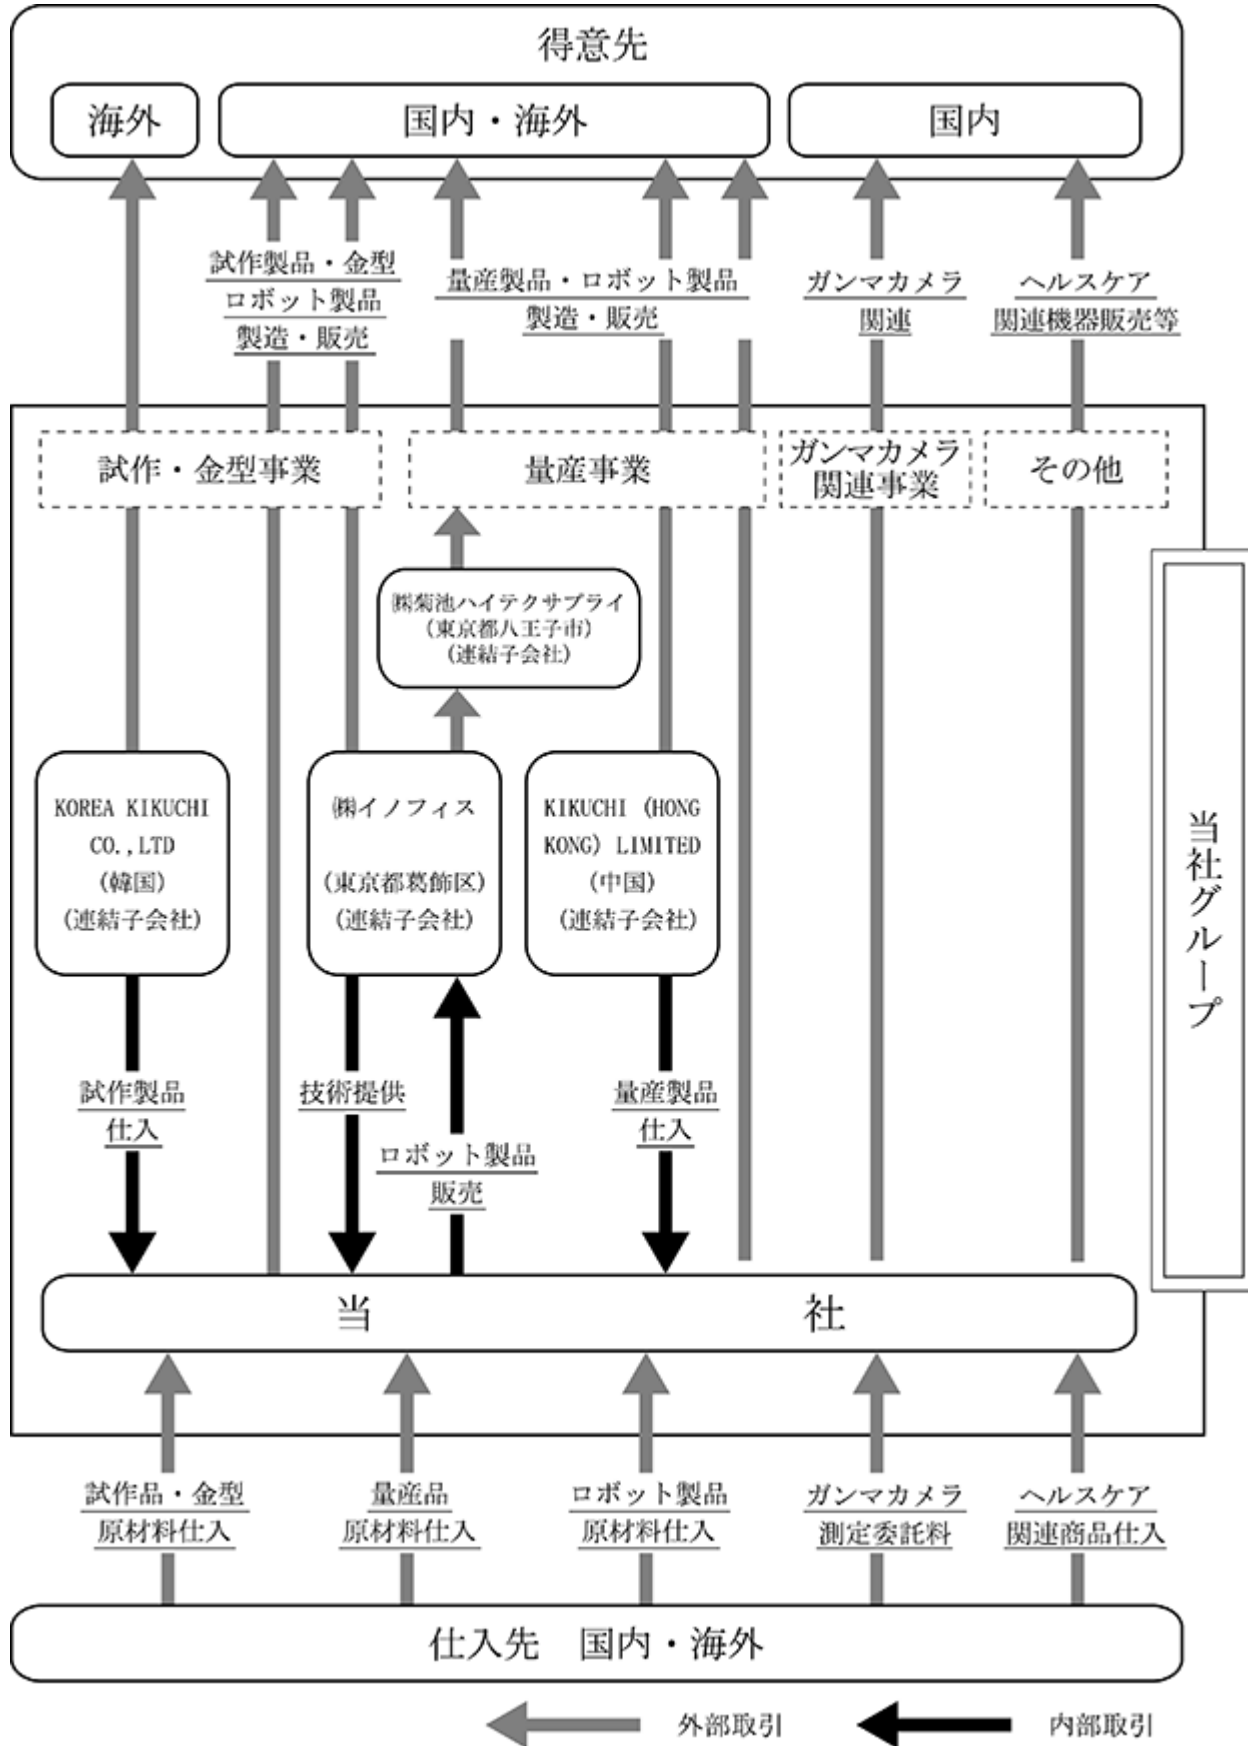 得意先
海外
国内・海外
国内
試作製品・金型
ロボット製品
製造・販売
量産製品・ロボット製品
製造・販売
ガンマカメラ
関連
ヘルスケア
関連機器販売等
試作・金型事業
量産事業
ガンマカメラ
関連事業
その他
㈱菊池ハイテクサプライ
(東京都八王子市)
(連結子会社)
KOREA KIKUCHI
CO.,LTD
(韓国)
(連結子会社)
㈱イノフィス
(東京都葛飾区)
(連結子会社)
KIKUCHI (HONG
KONG) LIMITED
(中国)
(連結子会社)
当社グループ
試作製品
仕入
技術提供
ロボット製品
販売
量産製品
仕入
当社
試作品・金型
原材料仕入
量産品
原材料仕入
ロボット製品
原材料仕入
ガンマカメラ
測定委託料
ヘルスケア
関連商品仕入
仕入先 国内・海外
外部取引
内部取引